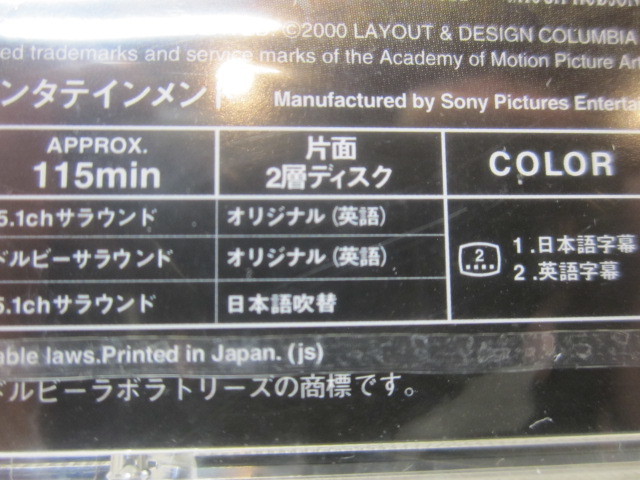 ©2000 LAYOUT & DESIGN COLUMBIA
ed trademarks and service marks of the Academy of Motion Picture Art
ンタテインメント
Manufactured by Sony Pictures Enterta
APPROX.
115min
片面
2層ディスク
COLOR
5.1chサラウンド
オリジナル (英語)
ドルビーサラウンド
オリジナル (英語)
5.1chサラウンド
日本語吹替
2
1.日本語字幕
2.英語字幕
able laws.Printed in Japan. (js)
ドルビーラボラトリーズの商標です。